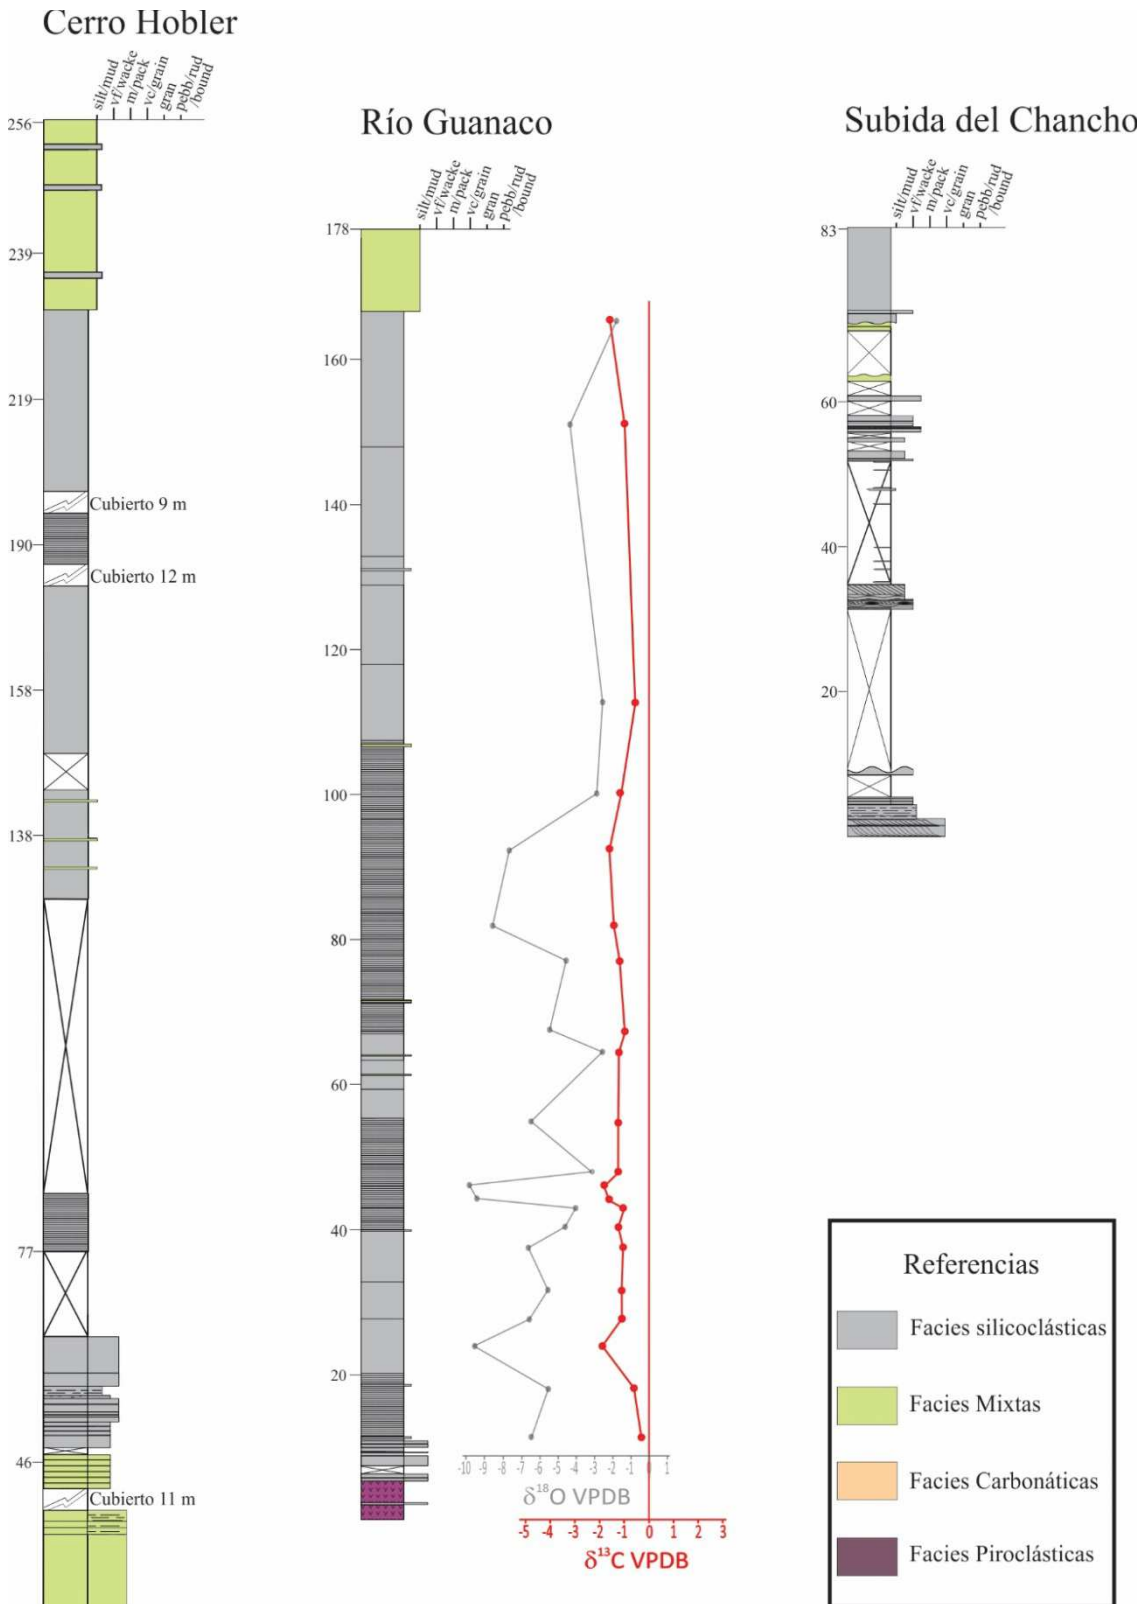 Cerro Hobler
silt/mud
vf/wacke
m/pack
vc/grain
gran
pebb/rud
/bound
256
239
219
Cubierto 9 m
190
Cubierto 12 m
158
138
77
46
Cubierto 11 m
Río Guanaco
silt/mud
vf/wacke
m/pack
vc/grain
gran
pebb/rud
/bound
178
160
140
120
100
80
60
40
20
-10 -9 -8 -7 -6 -5 -4 -3 -2 -1 0 1
δ18O VPDB
-5 -4 -3 -2 -1 0 1 2 3
δ13C VPDB
Subida del Chancho
silt/mud
vf/wacke
m/pack
vc/grain
gran
pebb/rud
/bound
83
60
40
20
Referencias
Facies silicoclásticas
Facies Mixtas
Facies Carbonáticas
Facies Piroclásticas